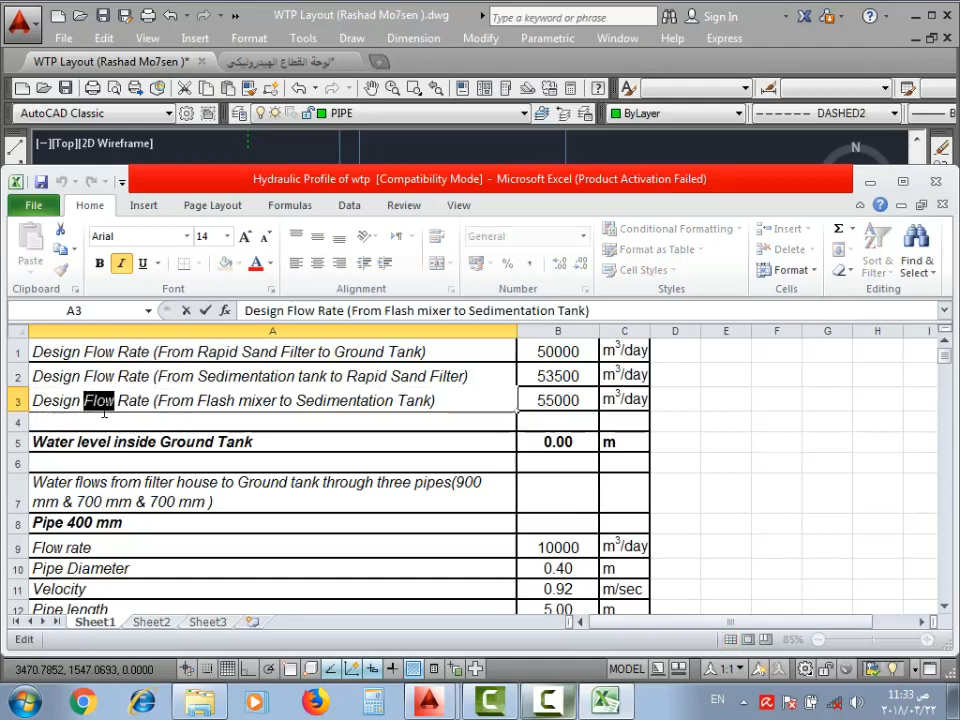 WTP Layout (Rashad Mo7sen ).dwg
Type a keyword or phrase
Sign In
File Edit View Insert Format Tools Draw Dimension Modify Parametric Window Help Express
WTP Layout (Rashad Mo7sen )*
لوحة القطاع الهيدروليكي*
AutoCAD Classic
PIPE
ByLayer
DASHED2
[−][Top][2D Wireframe]
N
Hydraulic Profile of wtp [Compatibility Mode] - Microsoft Excel (Product Activation Failed)
File Home Insert Page Layout Formulas Data Review View
Paste
Arial 14
General
Conditional Formatting
Format as Table
Cell Styles
Insert
Delete
Format
Sort & Filter
Find & Select
Clipboard Font Alignment Number Styles Cells Editing
A3 Design Flow Rate (From Flash mixer to Sedimentation Tank)
A B C D E F G H I
1 Design Flow Rate (From Rapid Sand Filter to Ground Tank) 50000 m³/day
2 Design Flow Rate (From Sedimentation tank to Rapid Sand Filter) 53500 m³/day
3 Design Flow Rate (From Flash mixer to Sedimentation Tank) 55000 m³/day
4
5 Water level inside Ground Tank 0.00 m
6
Water flows from filter house to Ground tank through three pipes(900
7 mm & 700 mm & 700 mm )
8 Pipe 400 mm
9 Flow rate 10000 m³/day
10 Pipe Diameter 0.40 m
11 Velocity 0.92 m/sec
12 Pipe length 5.00 m
Sheet1 Sheet2 Sheet3
Edit 85%
3470.7852, 1547.0693, 0.0000
MODEL
1:1
EN
11:33 ص
٢٠١٨/٠٣/٢٢